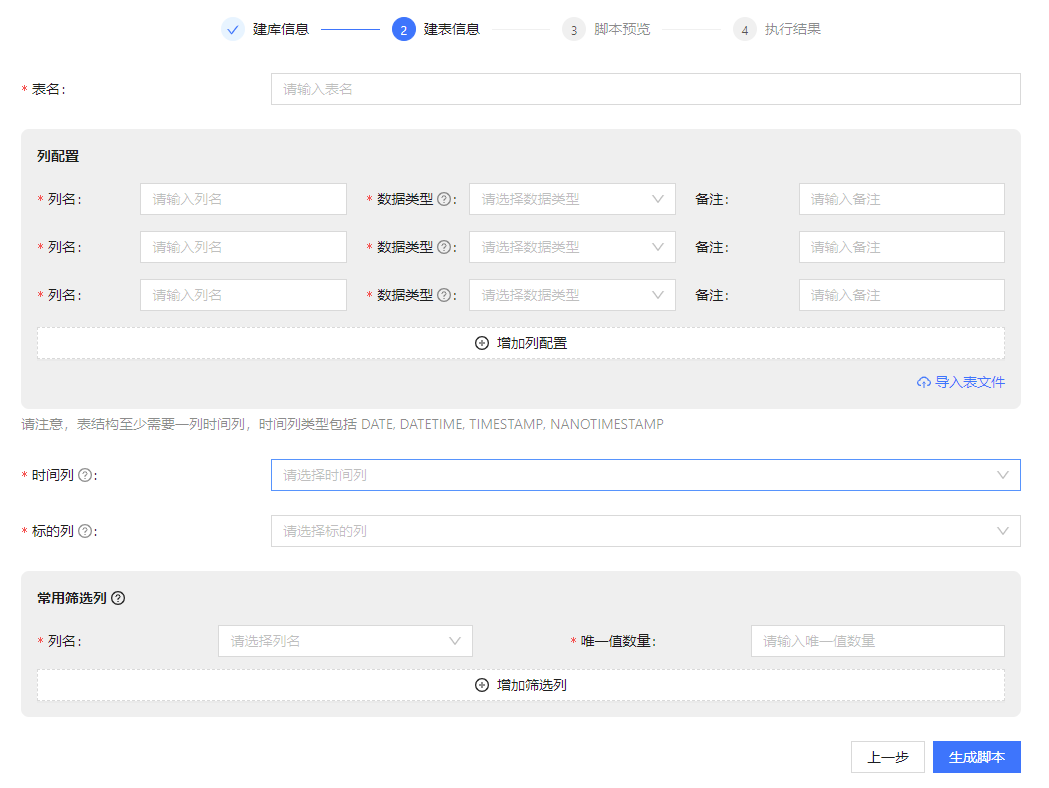 建库信息 2 建表信息 3 脚本预览 4 执行结果
* 表名: 请输入表名
列配置
* 列名: 请输入列名 * 数据类型 ? : 请选择数据类型 备注: 请输入备注
* 列名: 请输入列名 * 数据类型 ? : 请选择数据类型 备注: 请输入备注
* 列名: 请输入列名 * 数据类型 ? : 请选择数据类型 备注: 请输入备注
增加列配置
导入表文件
请注意，表结构至少需要一列时间列，时间列类型包括 DATE, DATETIME, TIMESTAMP, NANOTIMESTAMP
* 时间列 ? : 请选择时间列
* 标的列 ? : 请选择标的列
常用筛选列 ?
* 列名: 请选择列名 * 唯一值数量: 请输入唯一值数量
增加筛选列
上一步 生成脚本